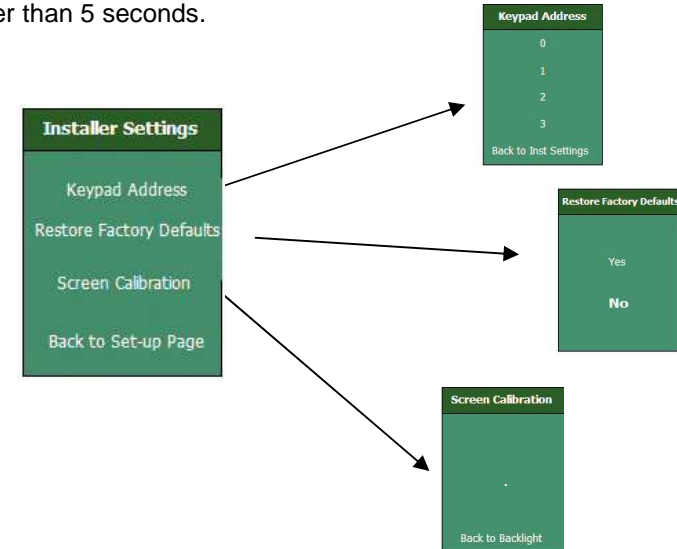 er than 5 seconds.
Installer Settings
Keypad Address
Restore Factory Defaults
Screen Calibration
Back to Set-up Page
Keypad Address
0
1
2
3
Back to Inst Settings
Restore Factory Defaults
Yes
No
Screen Calibration
.
Back to Backlight